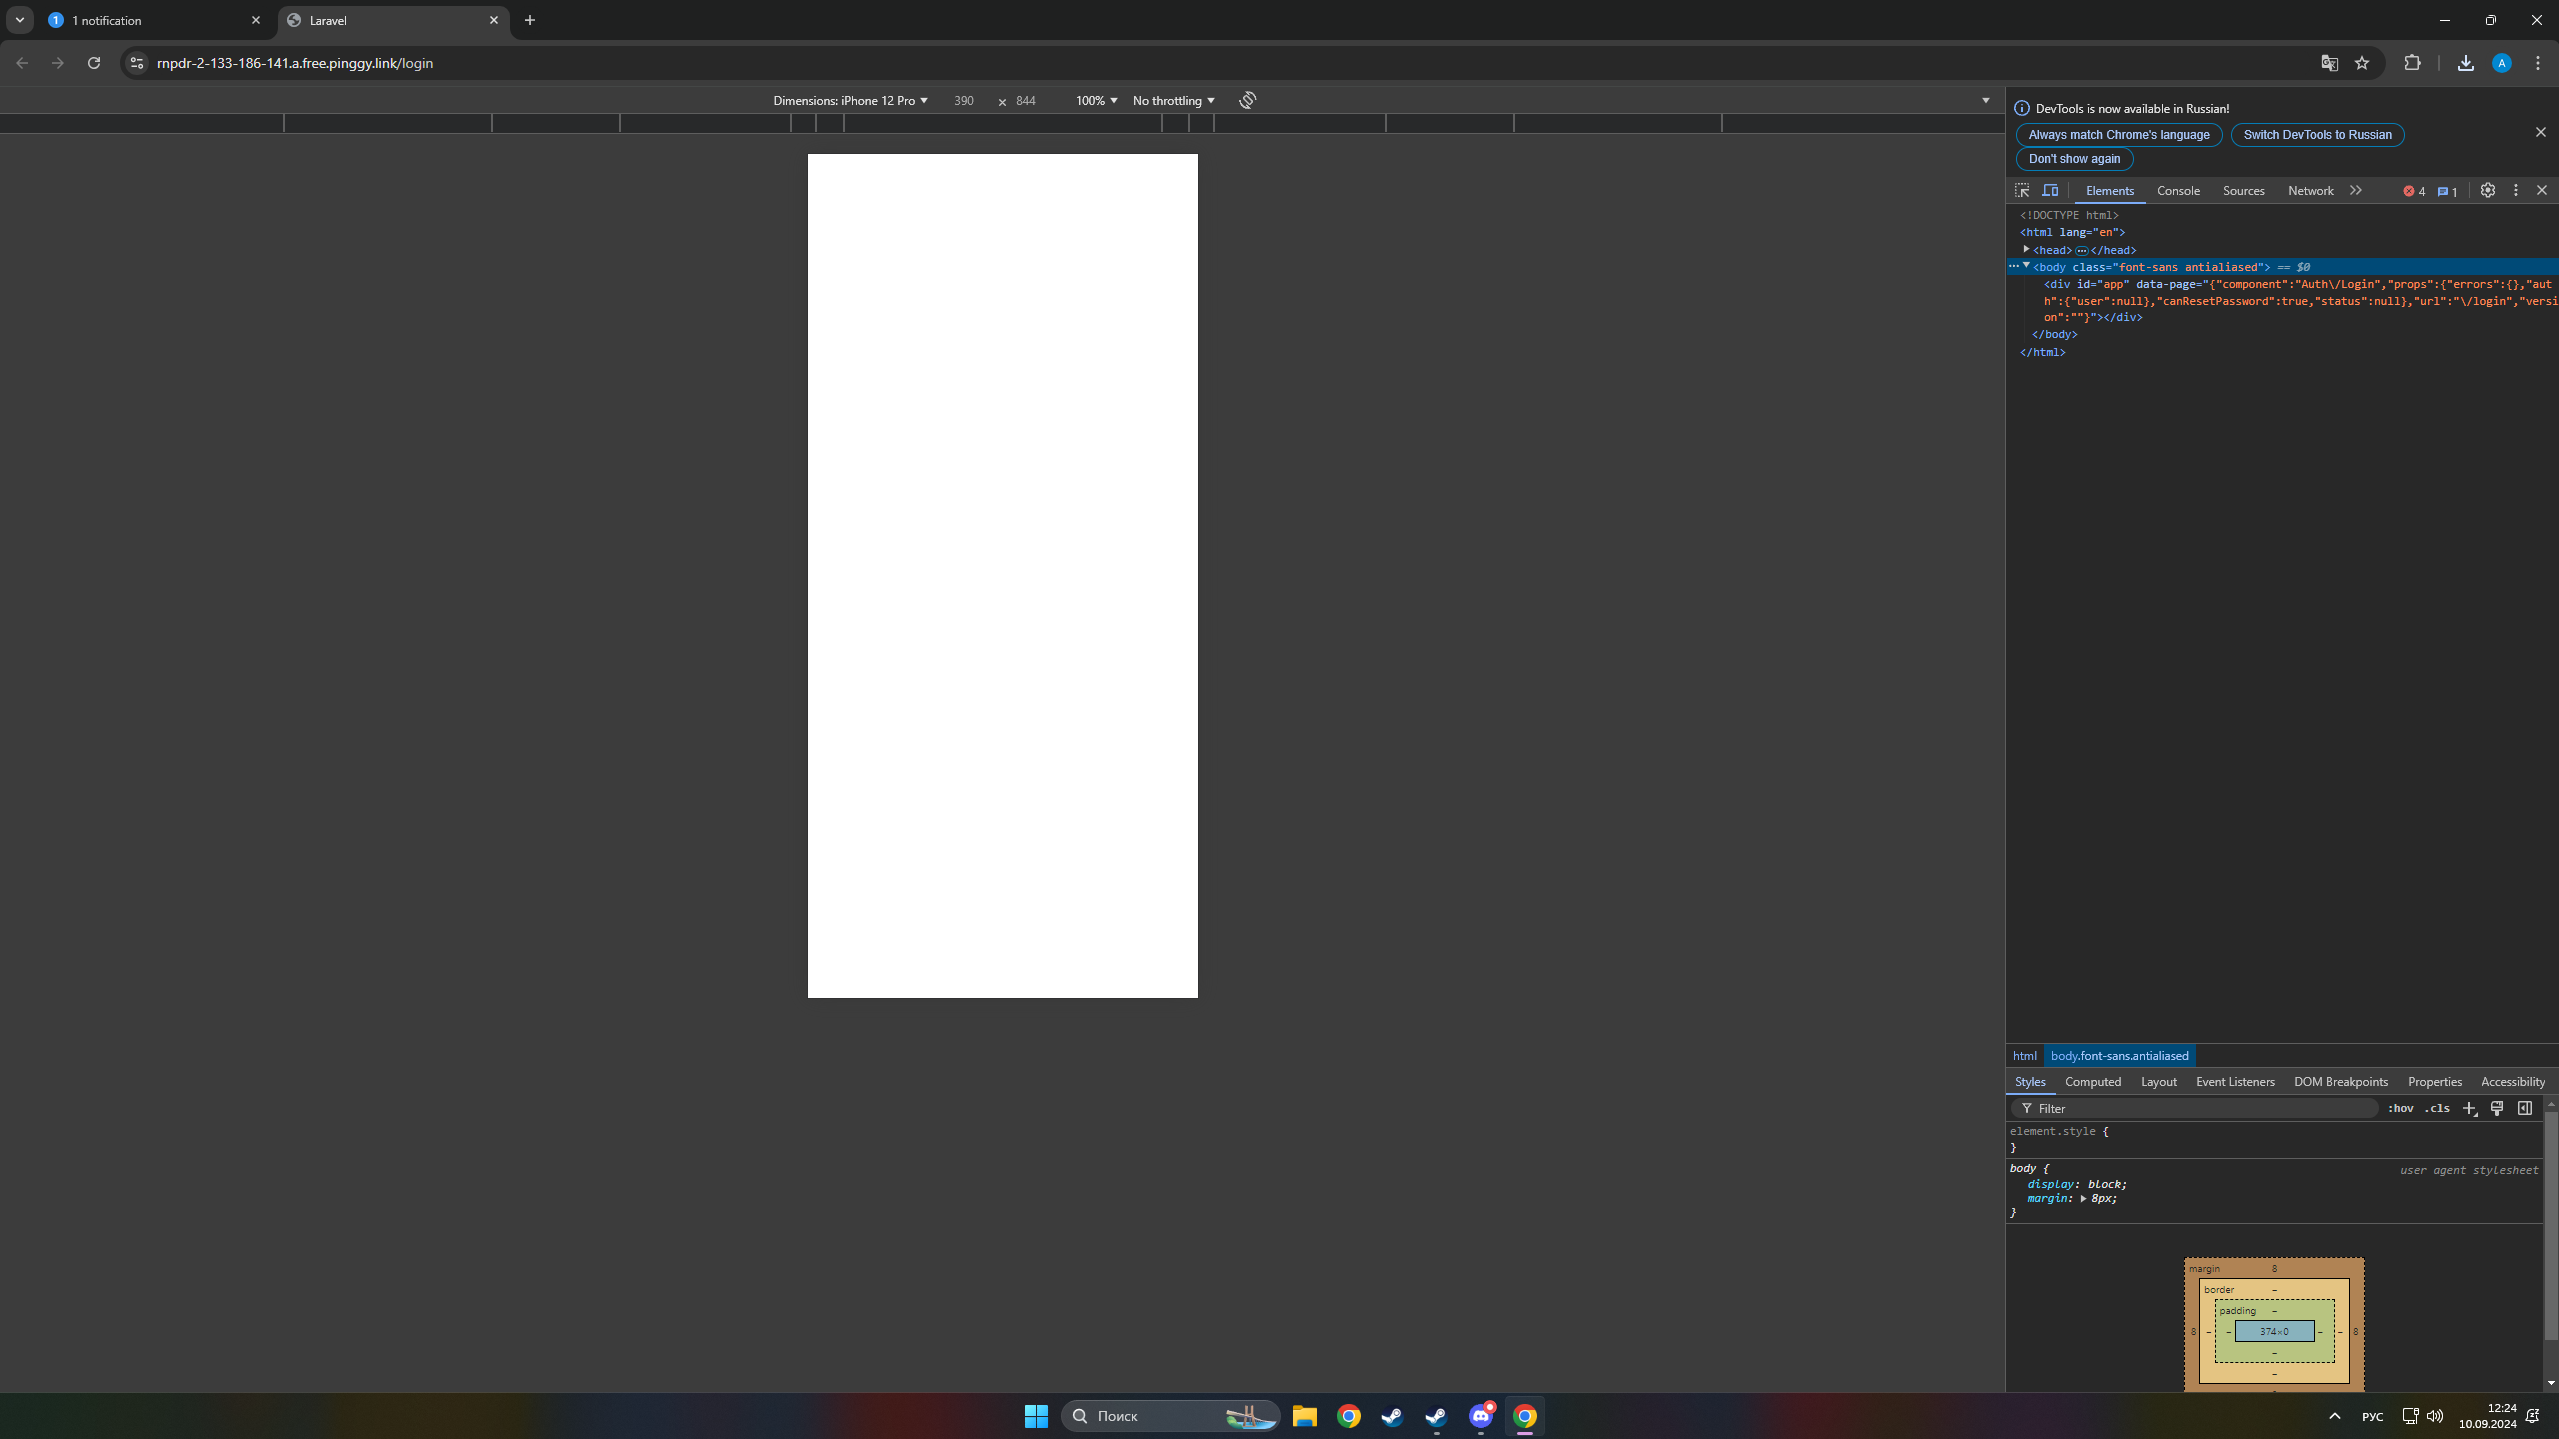 1 notification
Laravel
rnpdr-2-133-186-141.a.free.pinggy.link/login
A
Dimensions: iPhone 12 Pro 390 × 844 100% No throttling
DevTools is now available in Russian!
Always match Chrome's language Switch DevTools to Russian
Don't show again
Elements Console Sources Network 4 1
<!DOCTYPE html>
<html lang="en">
<head>…</head>
<body class="font-sans antialiased"> == $0
<div id="app" data-page="{"component":"Auth\/Login","props":{"errors":{},"aut
h":{"user":null},"canResetPassword":true,"status":null},"url":"\/login","versi
on":""}"></div>
</body>
</html>
html body.font-sans.antialiased
Styles Computed Layout Event Listeners DOM Breakpoints Properties Accessibility
Filter :hov .cls
element.style {
}
body { user agent stylesheet
display: block;
margin: 8px;
}
margin 8
border –
padding –
8 – – 374×0 – – 8
–
–
Поиск
РУС
12:24
10.09.2024